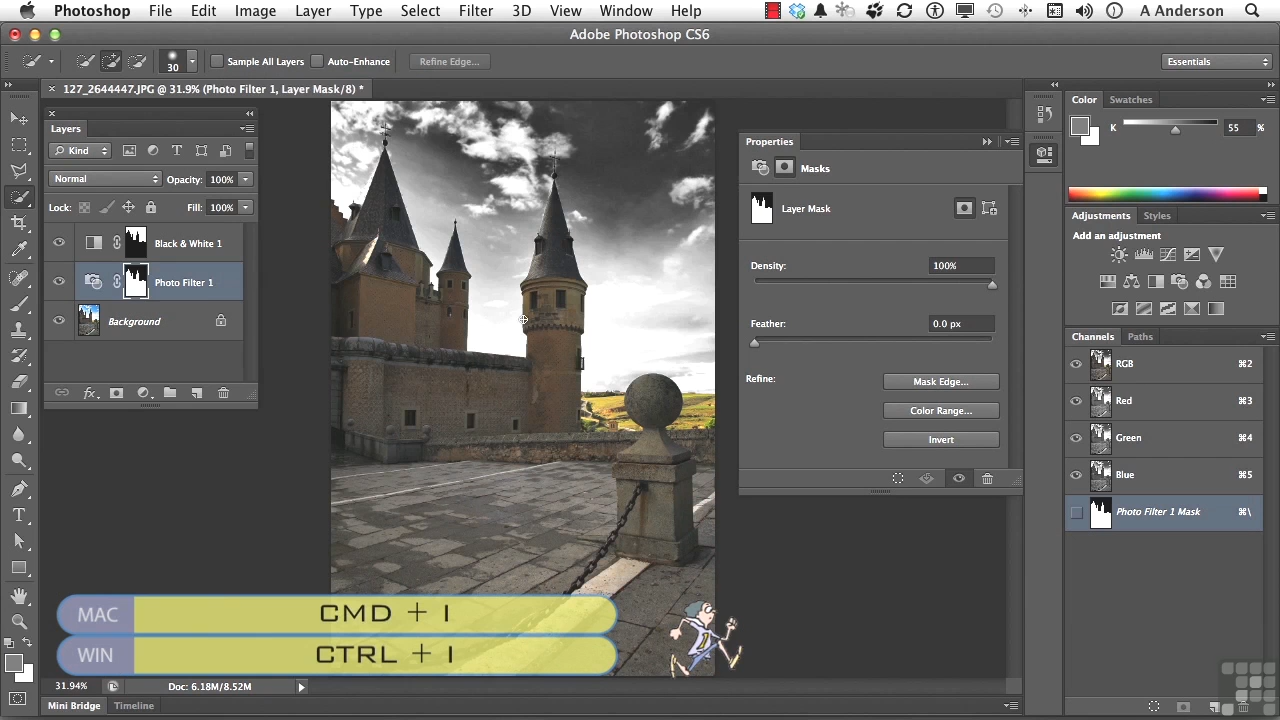 Photoshop File Edit Image Layer Type Select Filter 3D View Window Help A Anderson
Adobe Photoshop CS6
30 Sample All Layers Auto-Enhance Refine Edge... Essentials
127_2644447.JPG @ 31.9% (Photo Filter 1, Layer Mask/8) *
Layers
Kind
Normal Opacity: 100%
Lock: Fill: 100%
Black & White 1
Photo Filter 1
Background
Properties
Masks
Layer Mask
Density: 100%
Feather: 0.0 px
Refine: Mask Edge...
Color Range...
Invert
Color Swatches
K 55 %
Adjustments Styles
Add an adjustment
Channels Paths
RGB ⌘2
Red ⌘3
Green ⌘4
Blue ⌘5
Photo Filter 1 Mask ⌘\
MAC CMD + I
WIN CTRL + I
31.94% Doc: 6.18M/8.52M
Mini Bridge Timeline